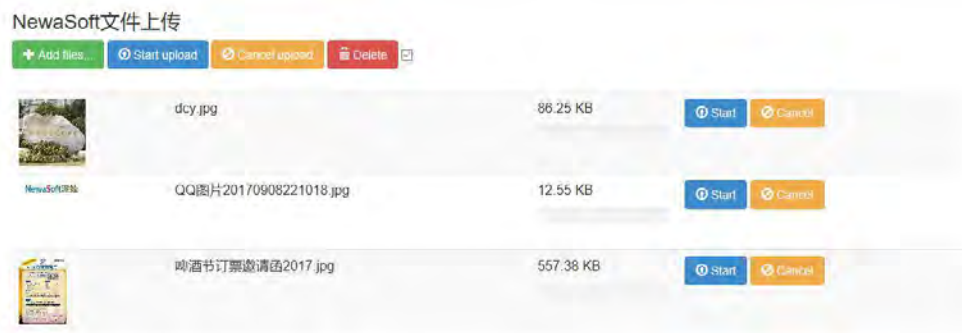 NewaSoft文件上传
Add files... Start upload Cancel upload Delete
dcy.jpg 86.25 KB Start Cancel
QQ图片20170908221018.jpg 12.55 KB Start Cancel
啤酒节订票邀请函2017.jpg 557.38 KB Start Cancel